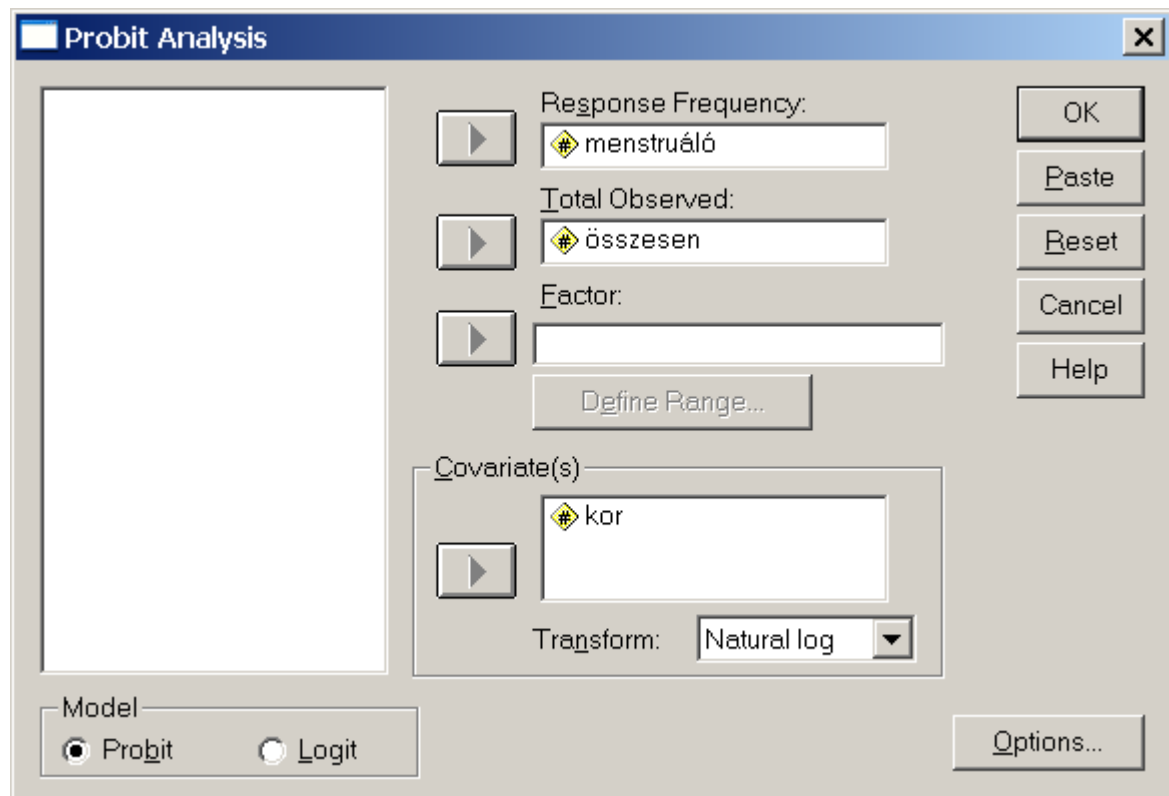 Probit Analysis
Response Frequency:
# menstruáló
Total Observed:
# összesen
Factor:
Define Range...
Covariate(s)
# kor
Transform: Natural log
Model
Probit Logit
OK
Paste
Reset
Cancel
Help
Options...